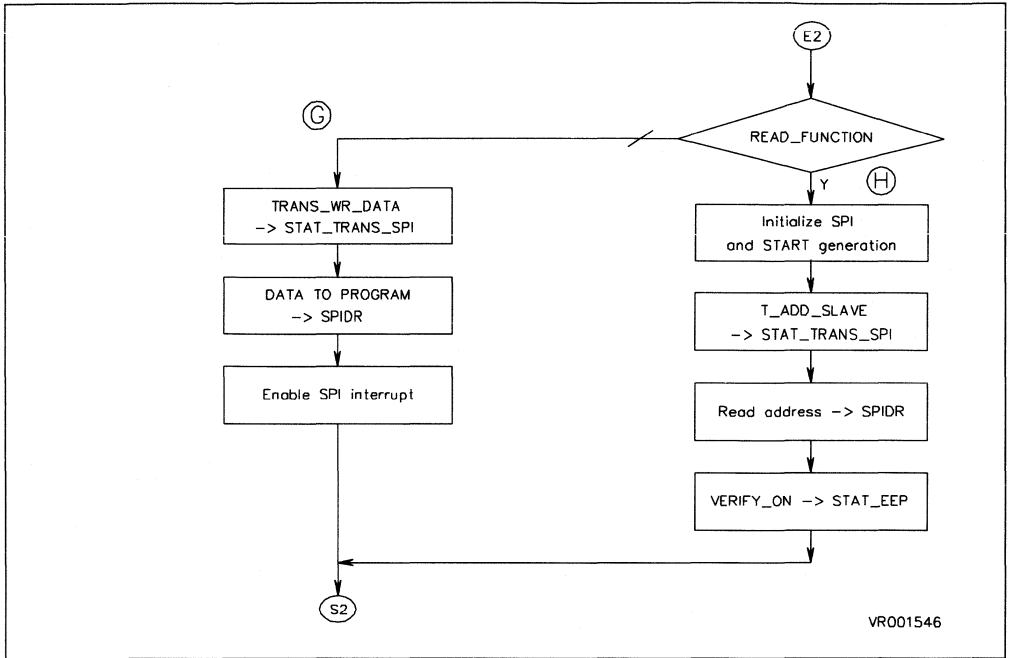 E2
G
READ_FUNCTION
Y
H
TRANS_WR_DATA
-> STAT_TRANS_SPI
Initialize SPI
and START generation
DATA TO PROGRAM
-> SPIDR
T_ADD_SLAVE
-> STAT_TRANS_SPI
Enable SPI interrupt
Read address -> SPIDR
VERIFY_ON -> STAT_EEP
S2
VR001546